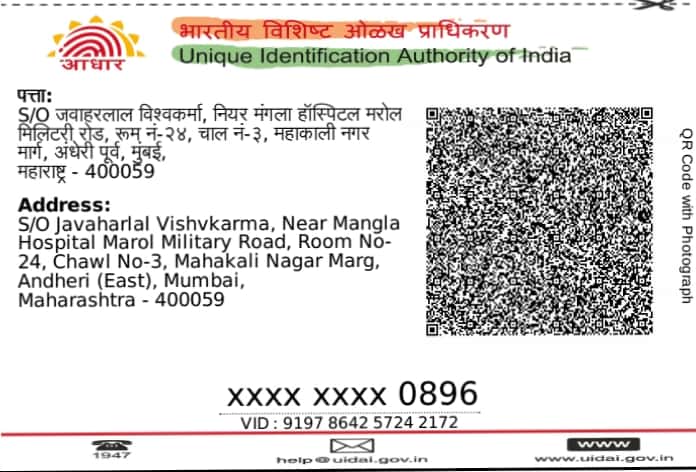 भारतीय विशिष्ट ओळख प्राधिकरण
Unique Identification Authority of India
आधार
पत्ता:
S/O जवाहरलाल विश्वकर्मा, नियर मंगला हॉस्पिटल मरोल
मिलिटरी रोड, रूम नं-२४, चाल नं-३, महाकाली नगर
मार्ग, अंधेरी पूर्व, मुंबई,
महाराष्ट्र - 400059
Address:
S/O Javaharlal Vishvkarma, Near Mangla
Hospital Marol Military Road, Room No-
24, Chawl No-3, Mahakali Nagar Marg,
Andheri (East), Mumbai,
Maharashtra - 400059
QR Code with Photograph
xxxx xxxx 0896
VID : 9197 8642 5724 2172
1947
help@uidai.gov.in
www
www.uidai.gov.in